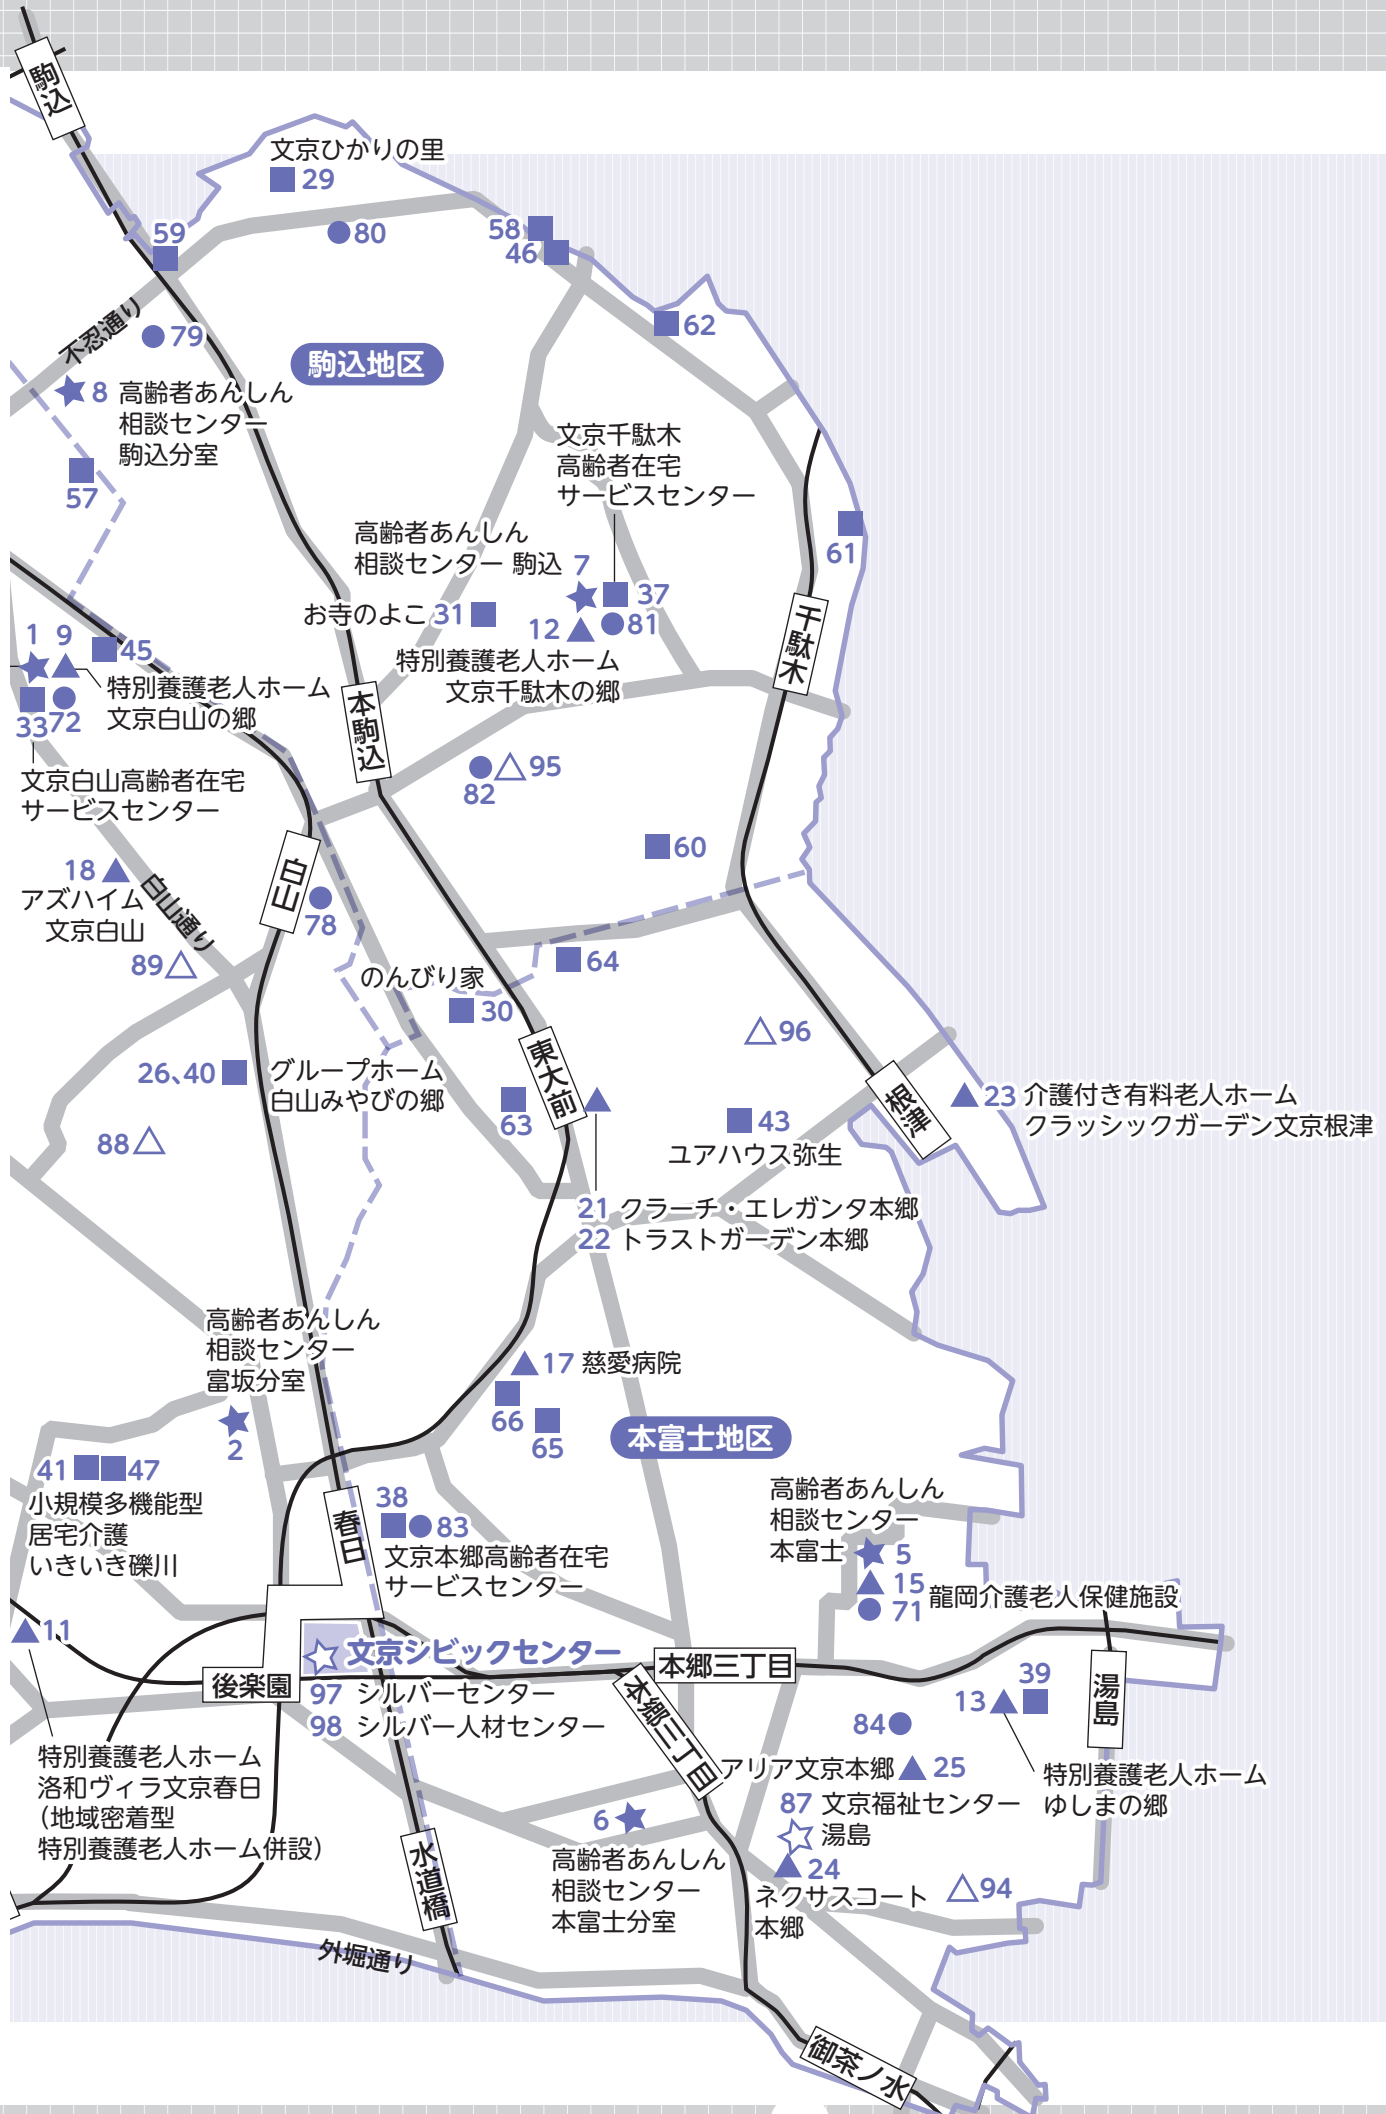 駒込
文京ひかりの里
29
59
80
58
46
不忍通り
79
62
駒込地区
8 高齢者あんしん
相談センター
駒込分室
57
文京千駄木
高齢者在宅
サービスセンター
61
高齢者あんしん
相談センター 駒込 7
37
お寺のよこ 31
12
81
千駄木
1 9
45
特別養護老人ホーム
文京千駄木の郷
特別養護老人ホーム
文京白山の郷
33 72
本駒込
文京白山高齢者在宅
サービスセンター
82
95
60
18
アズハイム
文京白山
白山通り
白山
78
89
64
のんびり家
30
96
東大前
26、40
グループホーム
白山みやびの郷
63
43
ユアハウス弥生
根津
23 介護付き有料老人ホーム
クラッシックガーデン文京根津
88
21 クラーチ・エレガンタ本郷
22 トラストガーデン本郷
高齢者あんしん
相談センター
富坂分室
2
17 慈愛病院
66
65
本富士地区
41 47
小規模多機能型
居宅介護
いきいき礫川
春日
38
83
文京本郷高齢者在宅
サービスセンター
高齢者あんしん
相談センター
本富士 5
15
71
龍岡介護老人保健施設
11
文京シビックセンター
後楽園
97 シルバーセンター
98 シルバー人材センター
本郷三丁目
本郷三丁目
39
13
湯島
84
特別養護老人ホーム
洛和ヴィラ文京春日
(地域密着型
特別養護老人ホーム併設)
アリア文京本郷 25
特別養護老人ホーム
ゆしまの郷
87 文京福祉センター
湯島
6
高齢者あんしん
相談センター
本富士分室
24
ネクサスコート
本郷
94
水道橋
外堀通り
御茶ノ水